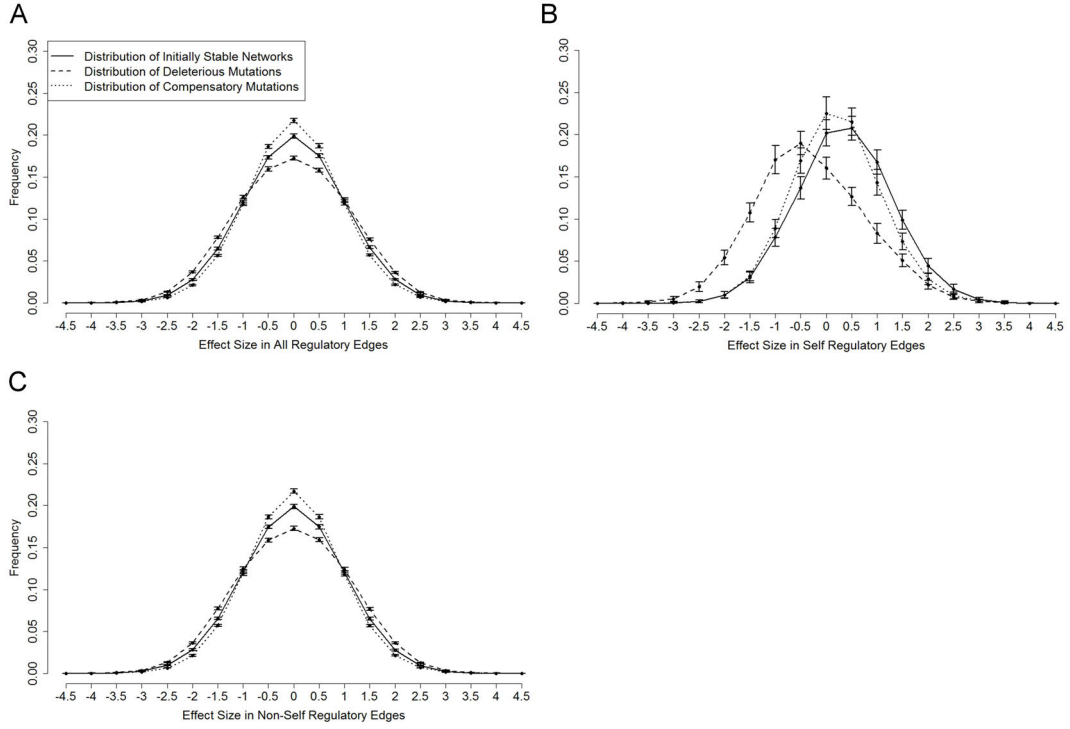 A
Frequency
0.00 0.05 0.10 0.15 0.20 0.25 0.30
Distribution of Initially Stable Networks
Distribution of Deleterious Mutations
Distribution of Compensatory Mutations
-4.5 -4 -3.5 -3 -2.5 -2 -1.5 -1 -0.5 0 0.5 1 1.5 2 2.5 3 3.5 4 4.5
Effect Size in All Regulatory Edges
B
Frequency
0.00 0.05 0.10 0.15 0.20 0.25 0.30
-4.5 -4 -3.5 -3 -2.5 -2 -1.5 -1 -0.5 0 0.5 1 1.5 2 2.5 3 3.5 4 4.5
Effect Size in Self Regulatory Edges
C
Frequency
0.00 0.05 0.10 0.15 0.20 0.25 0.30
-4.5 -4 -3.5 -3 -2.5 -2 -1.5 -1 -0.5 0 0.5 1 1.5 2 2.5 3 3.5 4 4.5
Effect Size in Non-Self Regulatory Edges